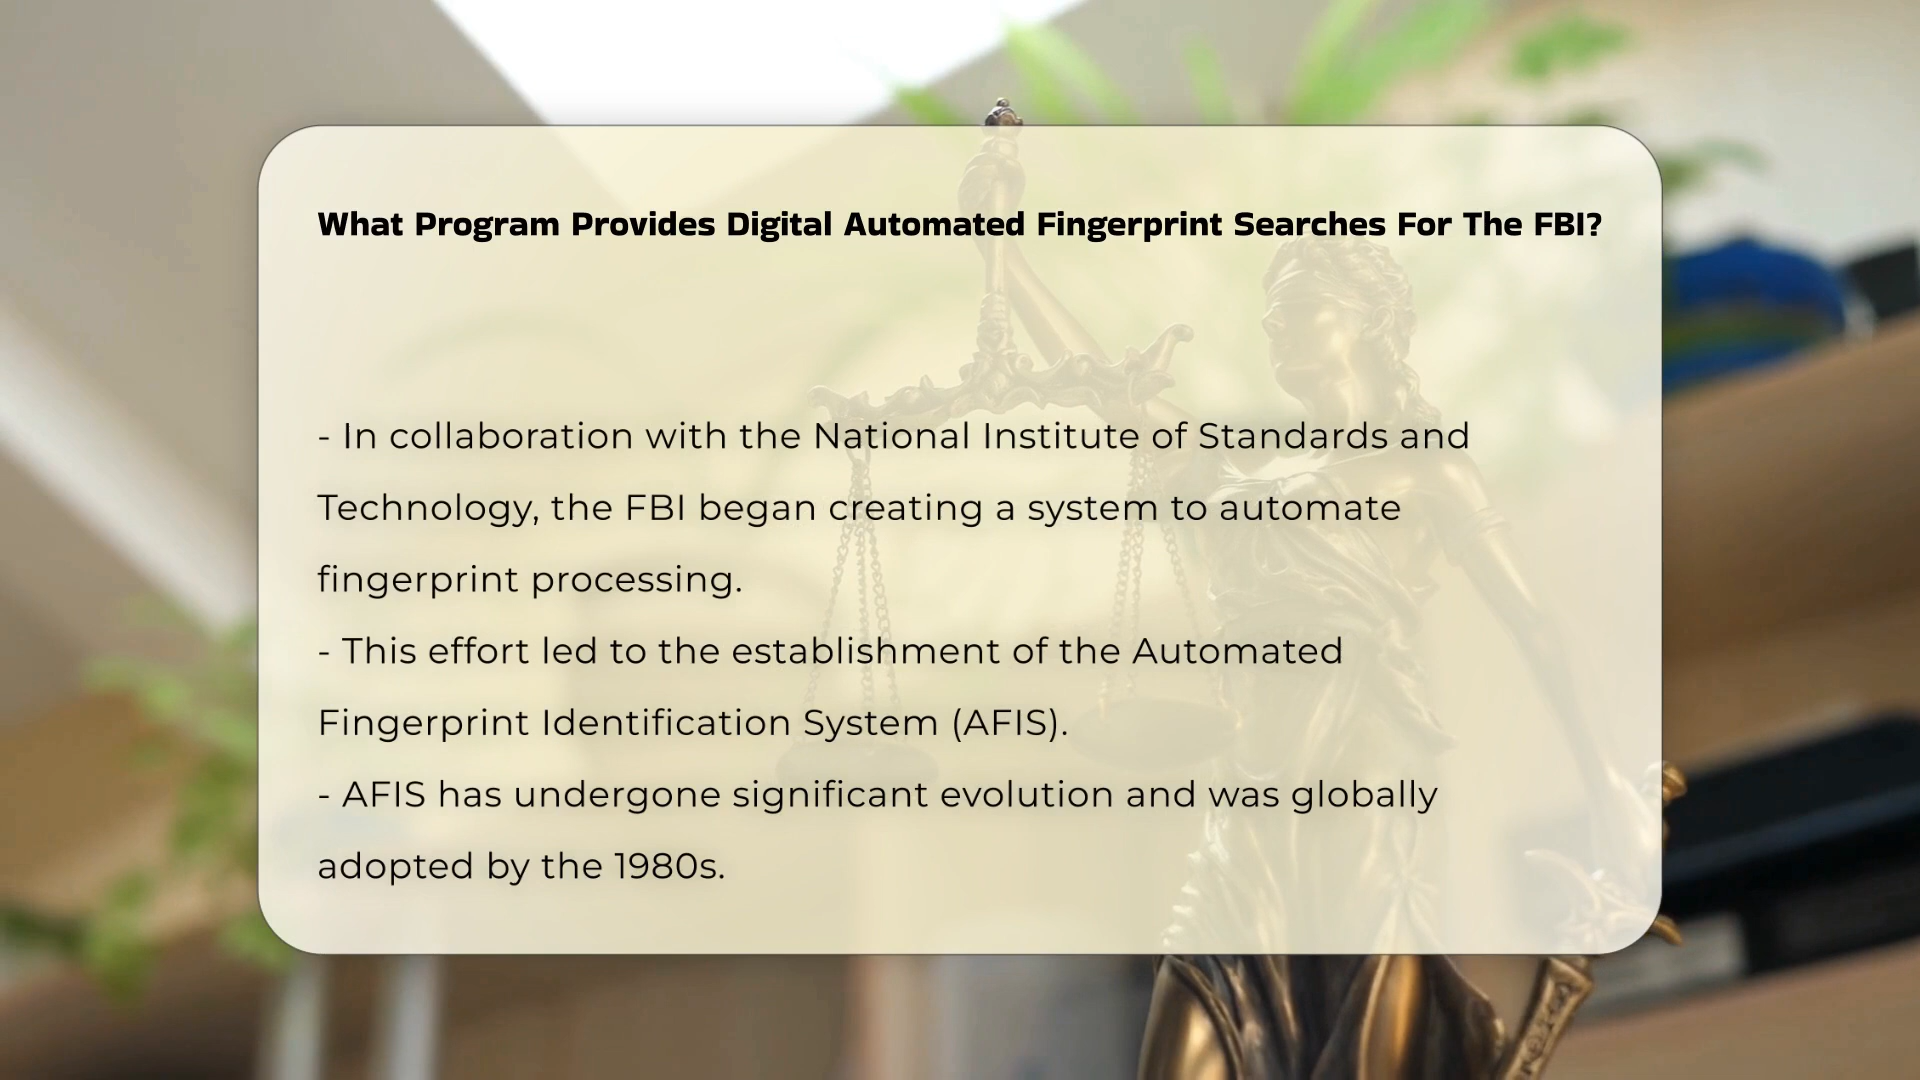 What Program Provides Digital Automated Fingerprint Searches For The FBI?
- In collaboration with the National Institute of Standards and
Technology, the FBI began creating a system to automate
fingerprint processing.
- This effort led to the establishment of the Automated
Fingerprint Identification System (AFIS).
- AFIS has undergone significant evolution and was globally
adopted by the 1980s.